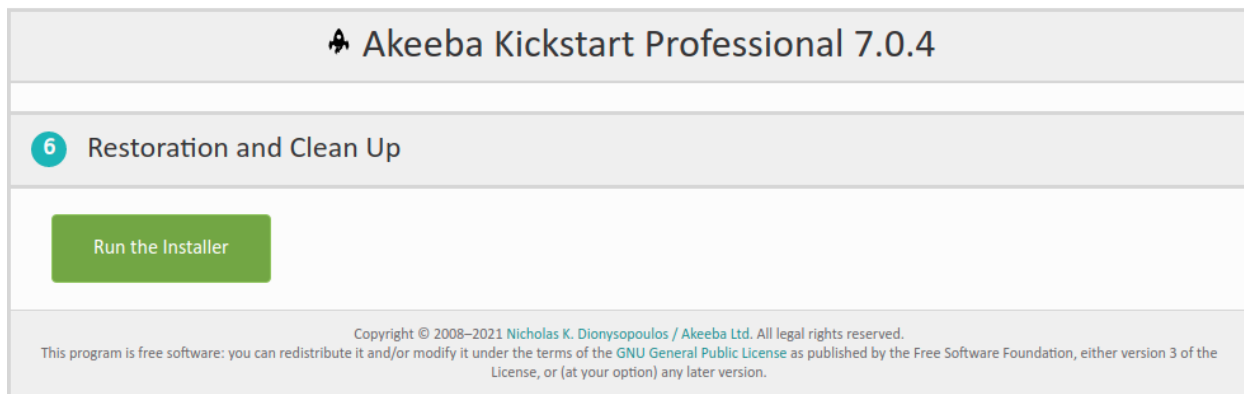 Akeeba Kickstart Professional 7.0.4
6 Restoration and Clean Up
Run the Installer
Copyright © 2008–2021 Nicholas K. Dionysopoulos / Akeeba Ltd. All legal rights reserved.
This program is free software: you can redistribute it and/or modify it under the terms of the GNU General Public License as published by the Free Software Foundation, either version 3 of the
License, or (at your option) any later version.